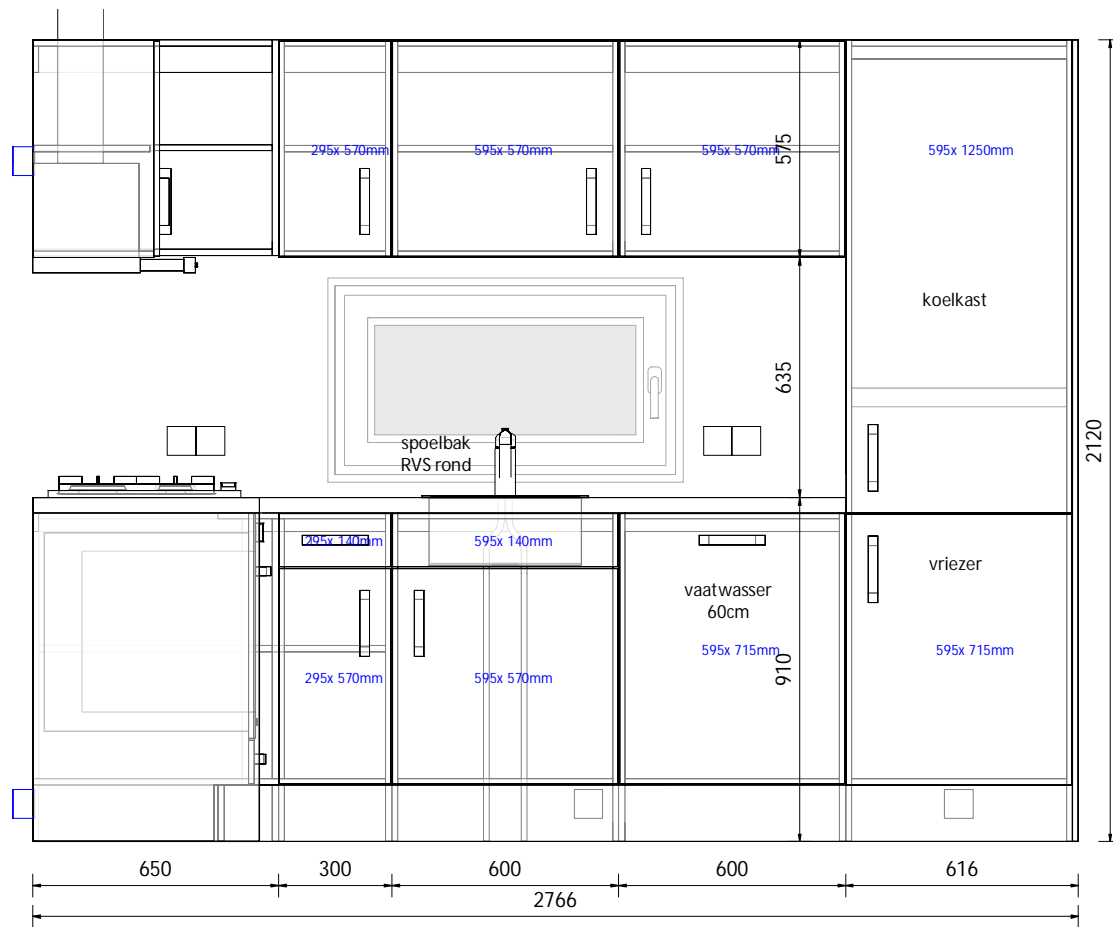 295x 570mm
595x 570mm
595x 570mm
575
595x 1250mm
koelkast
635
2120
spoelbak
RVS rond
295x 140mm
595x 140mm
vaatwasser
60cm
vriezer
595x 715mm
595x 715mm
910
295x 570mm
595x 570mm
650
300
600
600
616
2766